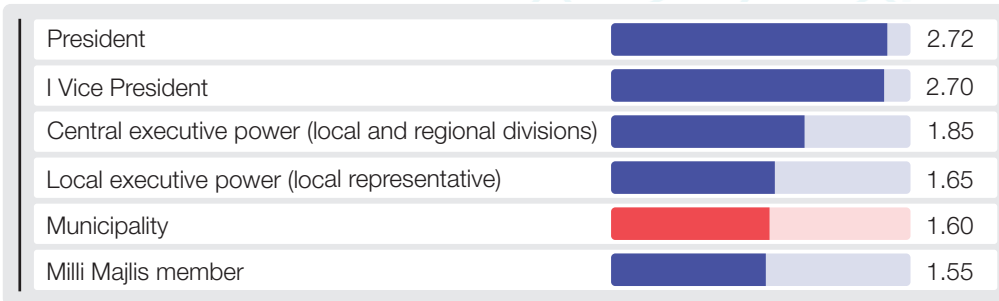 President 2.72
I Vice President 2.70
Central executive power (local and regional divisions) 1.85
Local executive power (local representative) 1.65
Municipality 1.60
Milli Majlis member 1.55